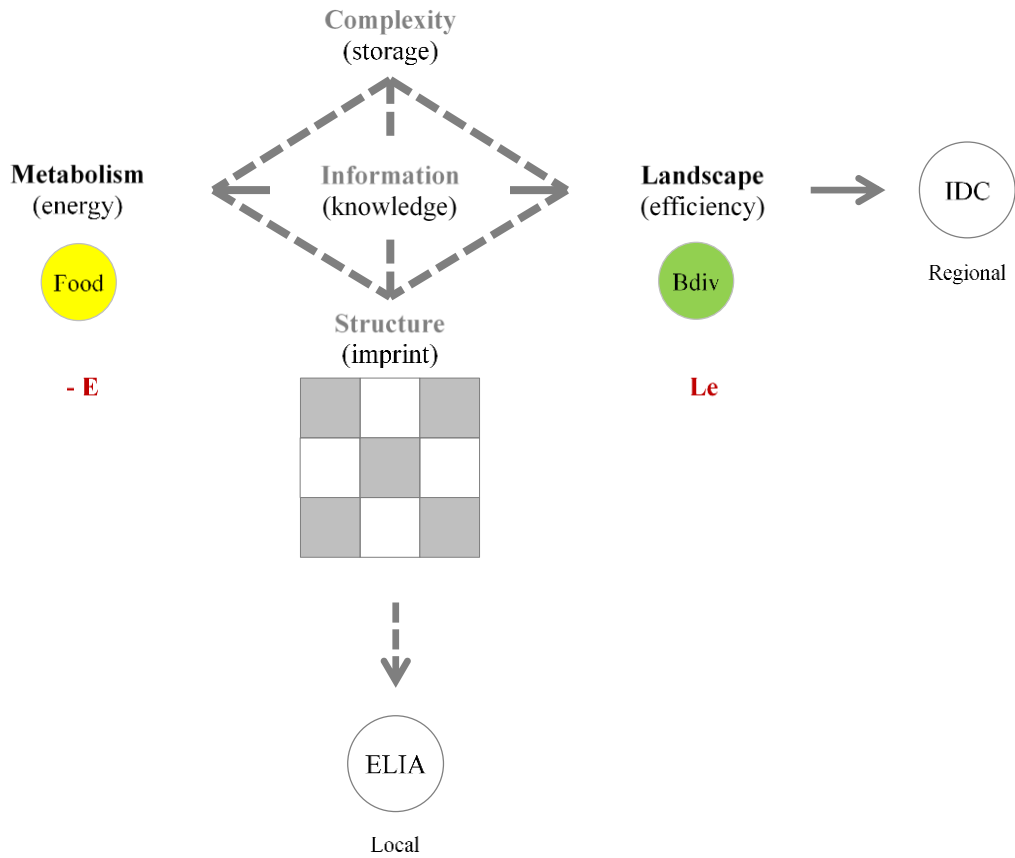 Complexity
(storage)
Metabolism
(energy)
Information
(knowledge)
Landscape
(efficiency)
IDC
Regional
Food
Bdiv
Structure
(imprint)
- E
Le
ELIA
Local